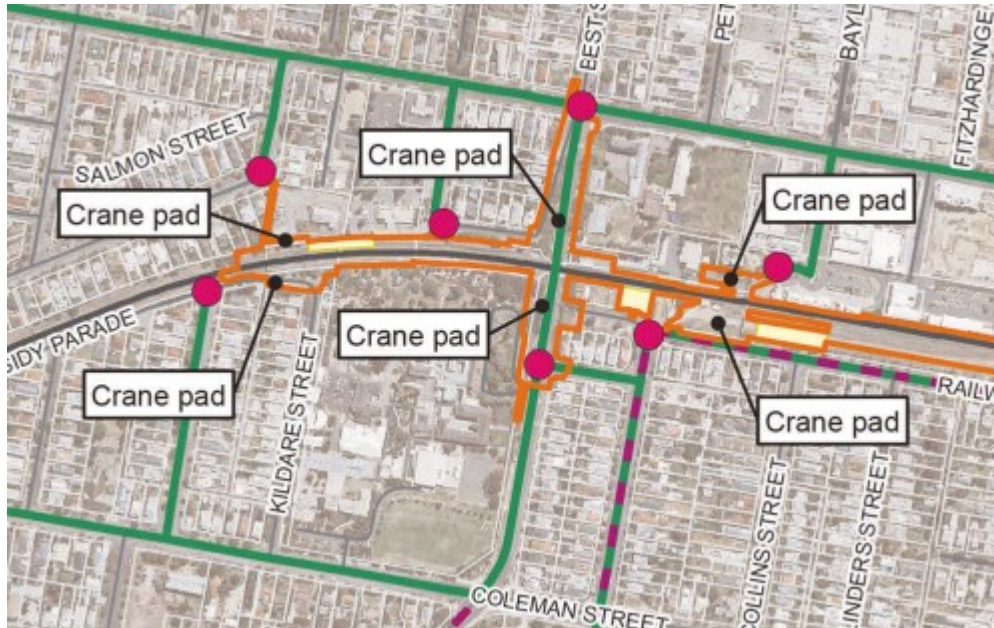 BEST S
PET
BAYL
FITZHARDINGE
SALMON STREET
Crane pad
Crane pad
Crane pad
SIDY PARADE
Crane pad
Crane pad
KILDARE STREET
Crane pad
RAILW
COLLINS STREET
INDERS STREET
COLEMAN STREET